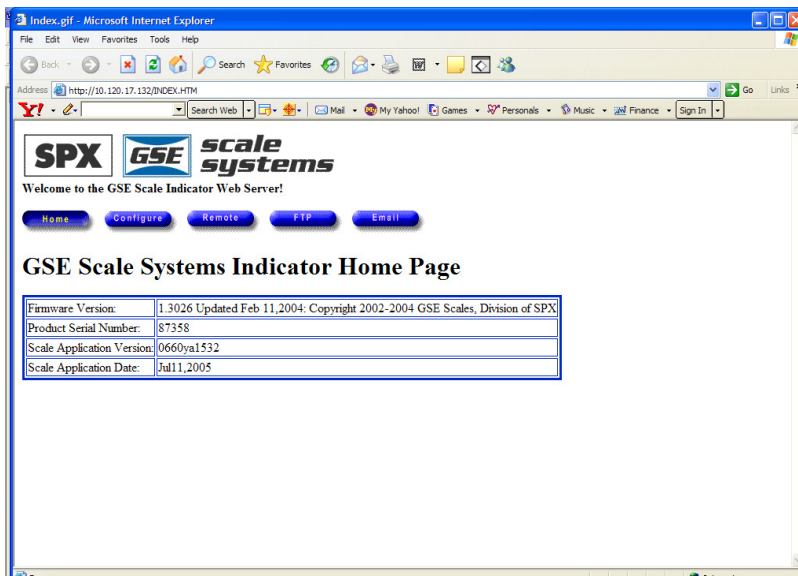 Index.gif - Microsoft Internet Explorer
File Edit View Favorites Tools Help
Back Search Favorites
Address http://10.120.17.132/INDEX.HTM Go Links
Y! Search Web Mail My Yahoo! Games Personals Music Finance Sign In
SPX GSE scale systems
Welcome to the GSE Scale Indicator Web Server!
Home Configure Remote FTP Email
GSE Scale Systems Indicator Home Page
Firmware Version: 1.3026 Updated Feb 11,2004: Copyright 2002-2004 GSE Scales, Division of SPX
Product Serial Number: 87358
Scale Application Version: 0660ya1532
Scale Application Date: Jul11,2005